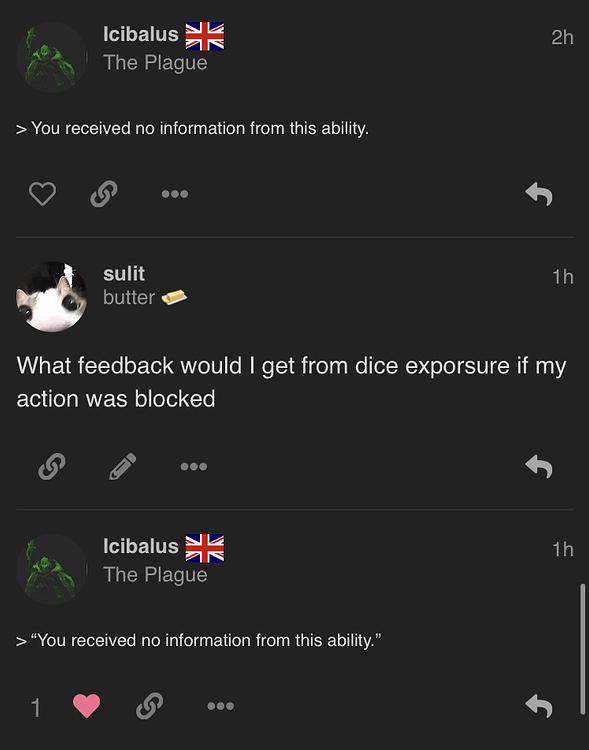 Icibalus
2h
The Plague
> You received no information from this ability.
sulit
1h
butter
What feedback would I get from dice exporsure if my
action was blocked
Icibalus
1h
The Plague
> “You received no information from this ability.”
1